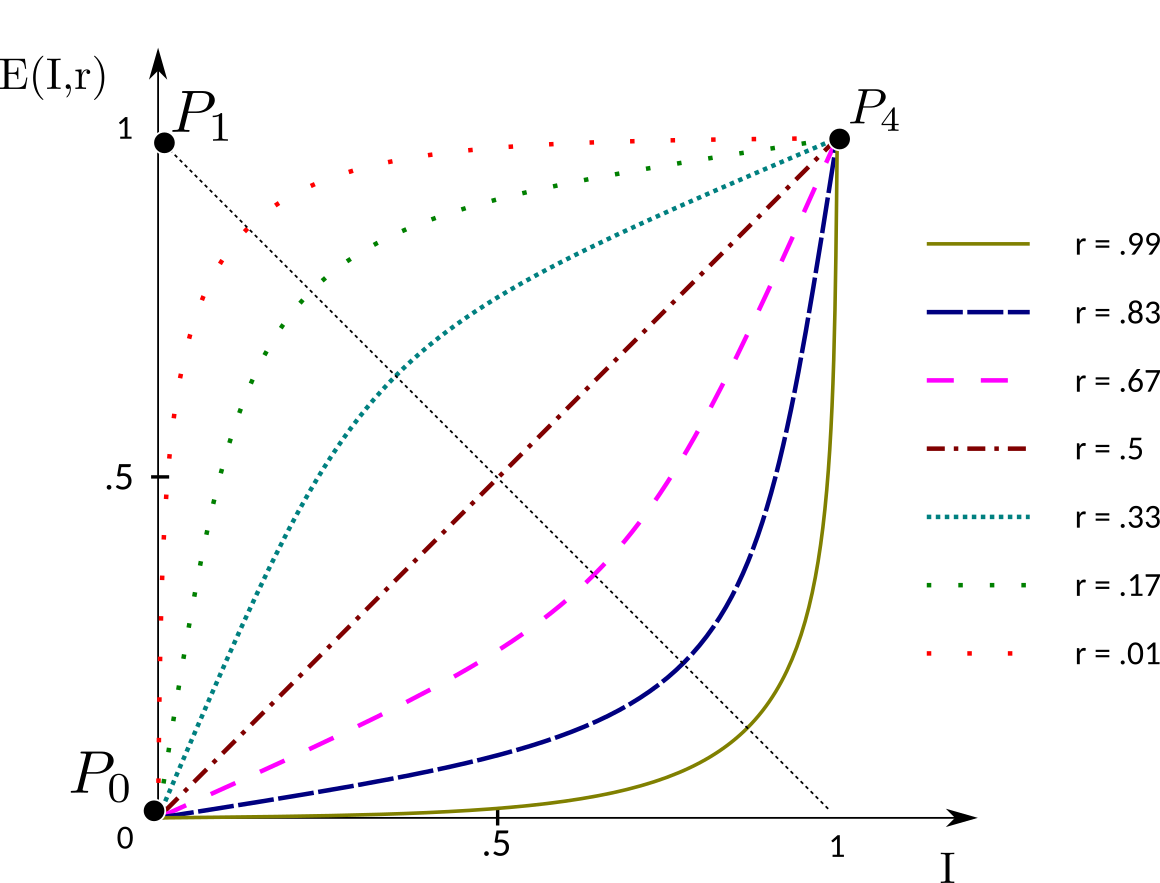 E(I,r)
P1
P4
1
r = .99
r = .83
r = .67
r = .5
.5
r = .33
r = .17
r = .01
P0
0
.5
1
I